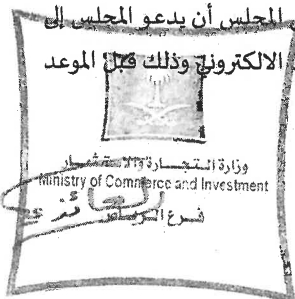 المجلس أن يدعو المجلس إلى
الالكتروني وذلك قبل الموعد
وزارة التجارة والاستثمار
Ministry of Commerce and Investment
فرع الرياض